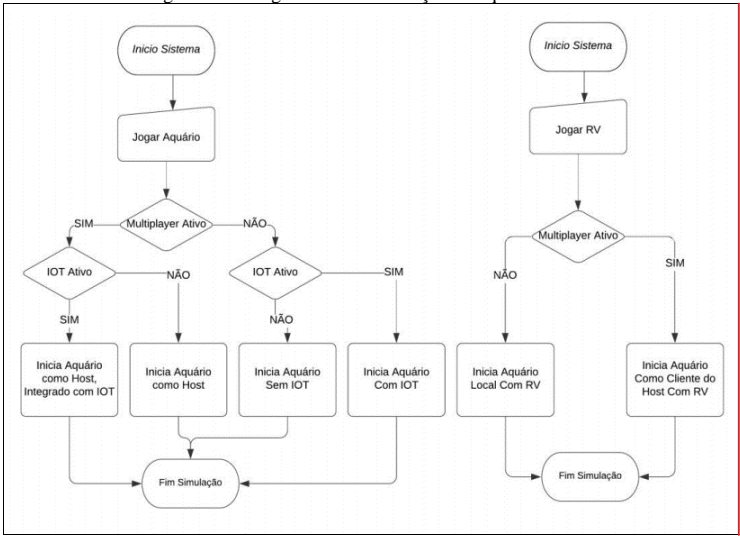 Inicio Sistema
Jogar Aquário
Multiplayer Ativo
SIM
NÃO
IOT Ativo
IOT Ativo
NÃO
SIM
SIM
NÃO
Inicia Aquário
como Host,
Integrado com IOT
Inicia Aquário
como Host
Inicia Aquário
Sem IOT
Inicia Aquário
Com IOT
Fim Simulação
Inicio Sistema
Jogar RV
Multiplayer Ativo
NÃO
SIM
Inicia Aquário
Local Com RV
Inicia Aquário
Como Cliente do
Host Com RV
Fim Simulação